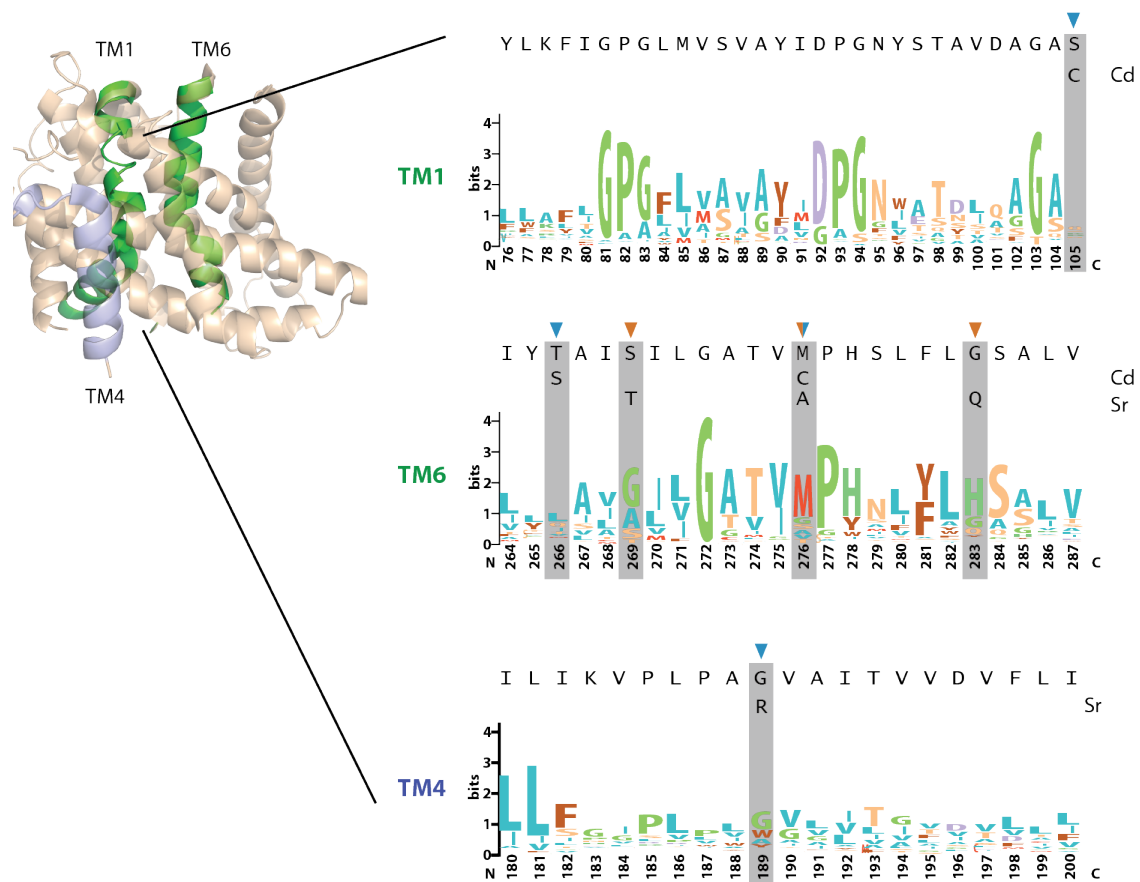 TM1 TM6
TM4
Y L K F I G P G L M V S V A Y I D P G N Y S T A V D A G A S
C Cd
TM1
bits
4
3
2
1
0
N 76 77 78 79 80 81 82 83 84 85 86 87 88 89 90 91 92 93 94 95 96 97 98 99 100 101 102 103 104 105 C
I Y T A I S I L G A T V M P H S L F L G S A L V
S C Cd
T A Q Sr
TM6
bits
4
3
2
1
0
N 264 265 266 267 268 269 270 271 272 273 274 275 276 277 278 279 280 281 282 283 284 285 286 287 C
I L I K V P L P A G V A I T V V D V F L I
R Sr
TM4
bits
4
3
2
1
0
N 180 181 182 183 184 185 186 187 188 189 190 191 192 193 194 195 196 197 198 199 200 C